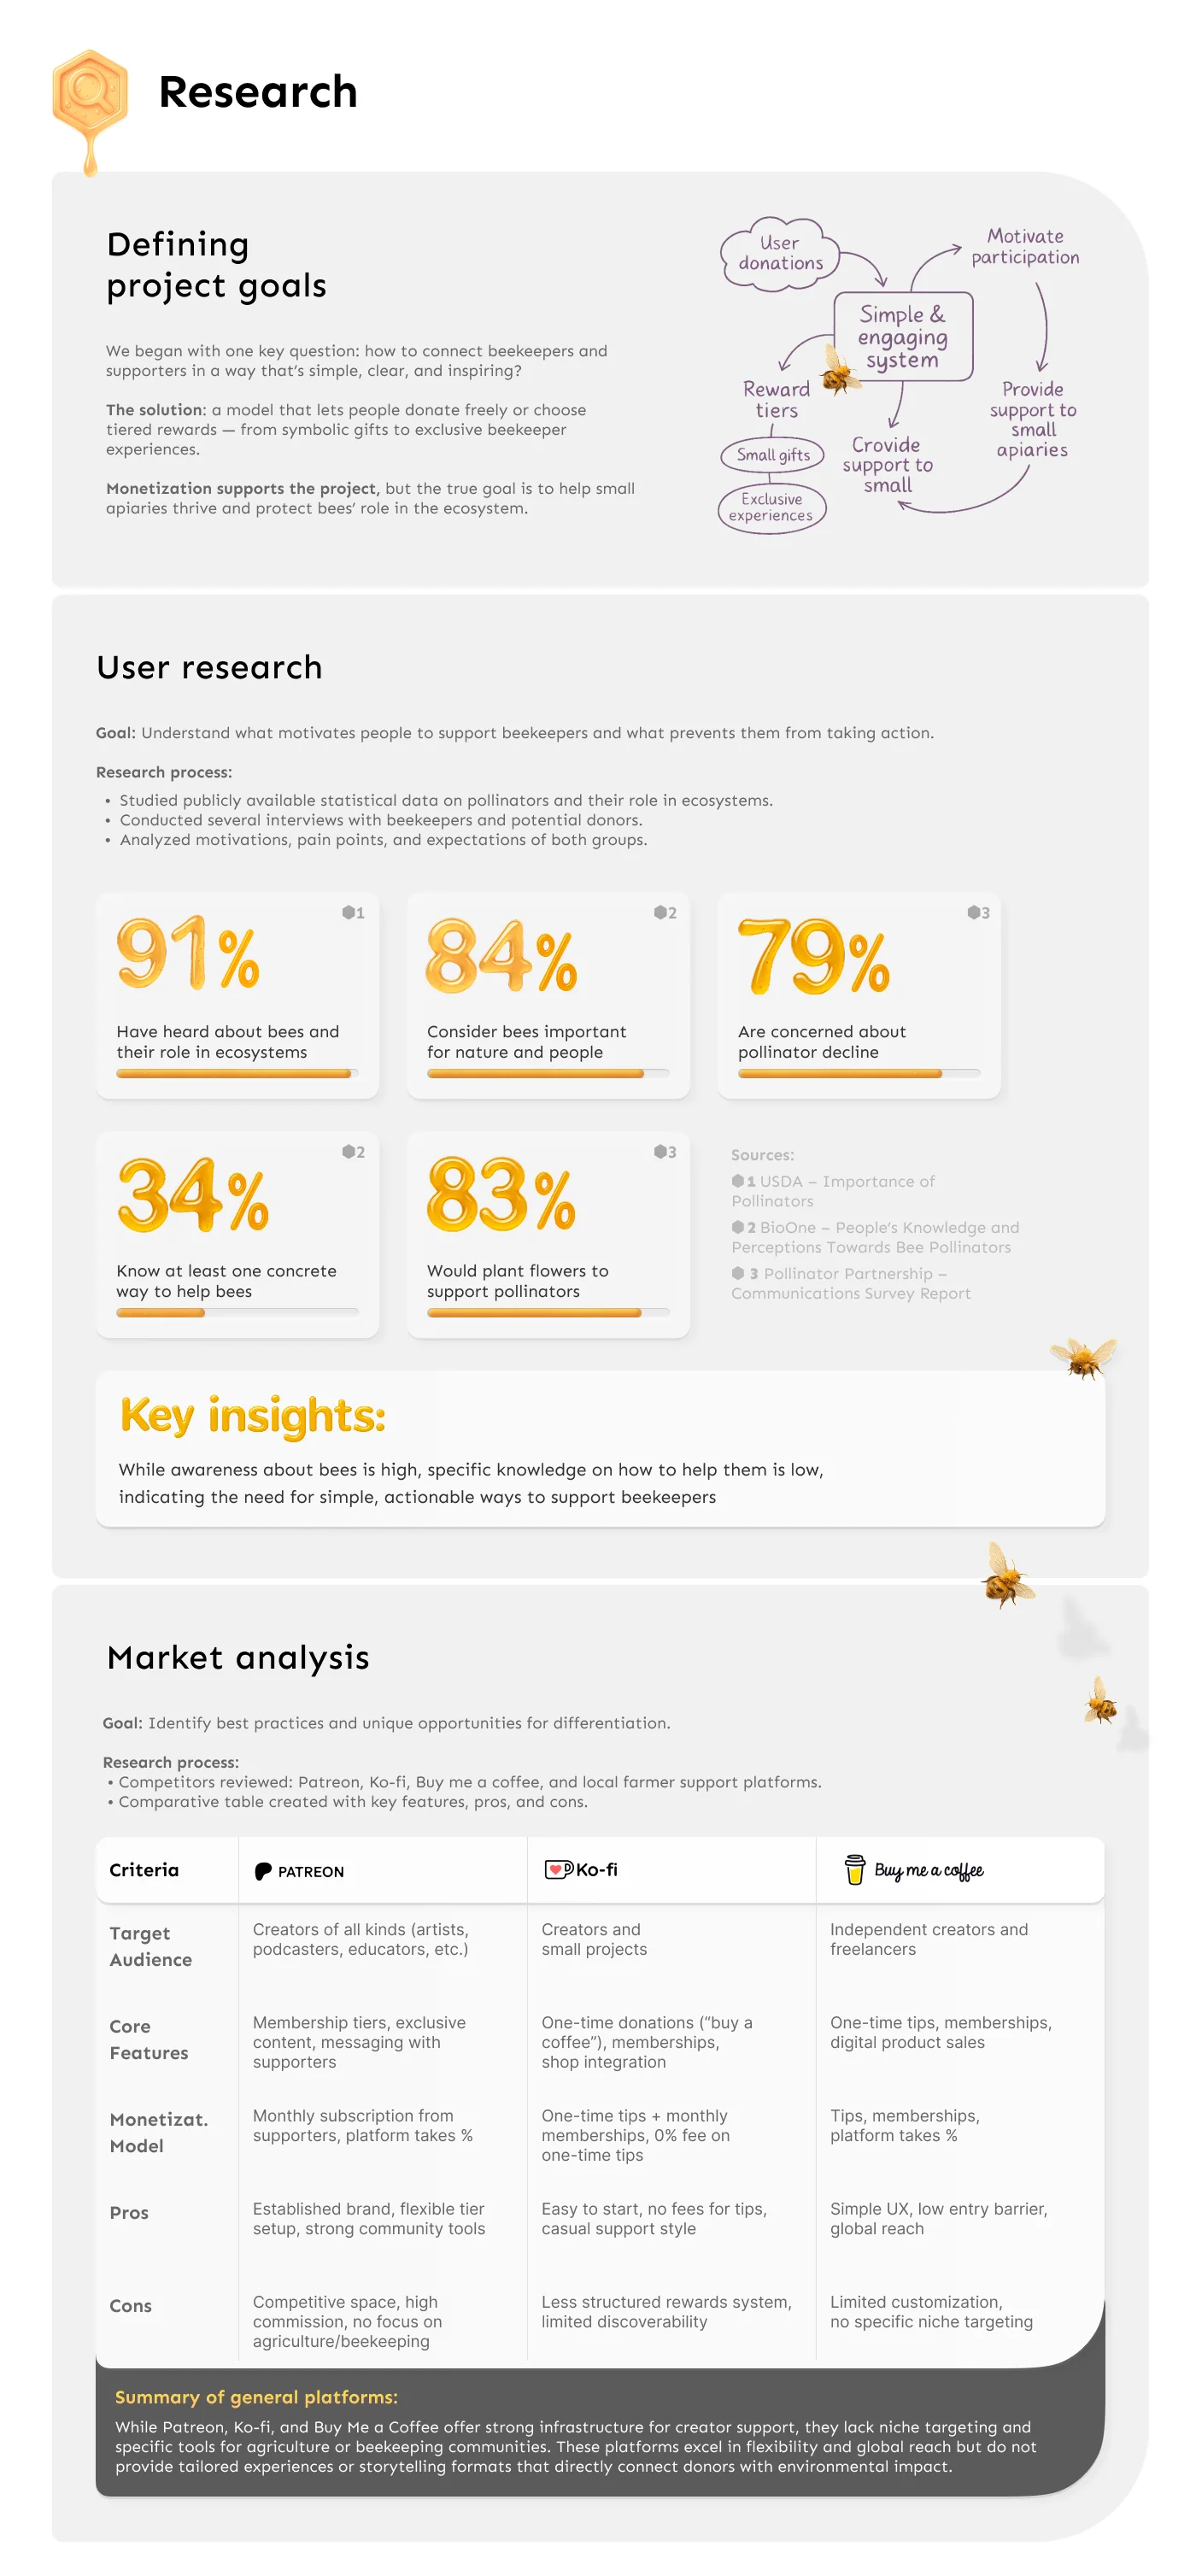 Research
Defining
project goals
We began with one key question: how to connect beekeepers and
supporters in a way that’s simple, clear, and inspiring?
The solution: a model that lets people donate freely or choose
tiered rewards — from symbolic gifts to exclusive beekeeper
experiences.
Monetization supports the project, but the true goal is to help small
apiaries thrive and protect bees’ role in the ecosystem.
User
donations
Motivate
participation
Simple &
engaging
system
Reward
tiers
Small gifts
Exclusive
experiences
Crovide
support to
small
Provide
support to
small
apiaries
User research
Goal: Understand what motivates people to support beekeepers and what prevents them from taking action.
Research process:
• Studied publicly available statistical data on pollinators and their role in ecosystems.
• Conducted several interviews with beekeepers and potential donors.
• Analyzed motivations, pain points, and expectations of both groups.
1
91%
Have heard about bees and
their role in ecosystems
2
84%
Consider bees important
for nature and people
3
79%
Are concerned about
pollinator decline
2
34%
Know at least one concrete
way to help bees
3
83%
Would plant flowers to
support pollinators
Sources:
1 USDA – Importance of
Pollinators
2 BioOne – People’s Knowledge and
Perceptions Towards Bee Pollinators
3 Pollinator Partnership –
Communications Survey Report
Key insights:
While awareness about bees is high, specific knowledge on how to help them is low,
indicating the need for simple, actionable ways to support beekeepers
Market analysis
Goal: Identify best practices and unique opportunities for differentiation.
Research process:
• Competitors reviewed: Patreon, Ko-fi, Buy me a coffee, and local farmer support platforms.
• Comparative table created with key features, pros, and cons.
Criteria
PATREON
Ko-fi
Buy me a coffee
Target
Audience
Creators of all kinds (artists,
podcasters, educators, etc.)
Creators and
small projects
Independent creators and
freelancers
Core
Features
Membership tiers, exclusive
content, messaging with
supporters
One-time donations (“buy a
coffee”), memberships,
shop integration
One-time tips, memberships,
digital product sales
Monetizat.
Model
Monthly subscription from
supporters, platform takes %
One-time tips + monthly
memberships, 0% fee on
one-time tips
Tips, memberships,
platform takes %
Pros
Established brand, flexible tier
setup, strong community tools
Easy to start, no fees for tips,
casual support style
Simple UX, low entry barrier,
global reach
Cons
Competitive space, high
commission, no focus on
agriculture/beekeeping
Less structured rewards system,
limited discoverability
Limited customization,
no specific niche targeting
Summary of general platforms:
While Patreon, Ko-fi, and Buy Me a Coffee offer strong infrastructure for creator support, they lack niche targeting and
specific tools for agriculture or beekeeping communities. These platforms excel in flexibility and global reach but do not
provide tailored experiences or storytelling formats that directly connect donors with environmental impact.